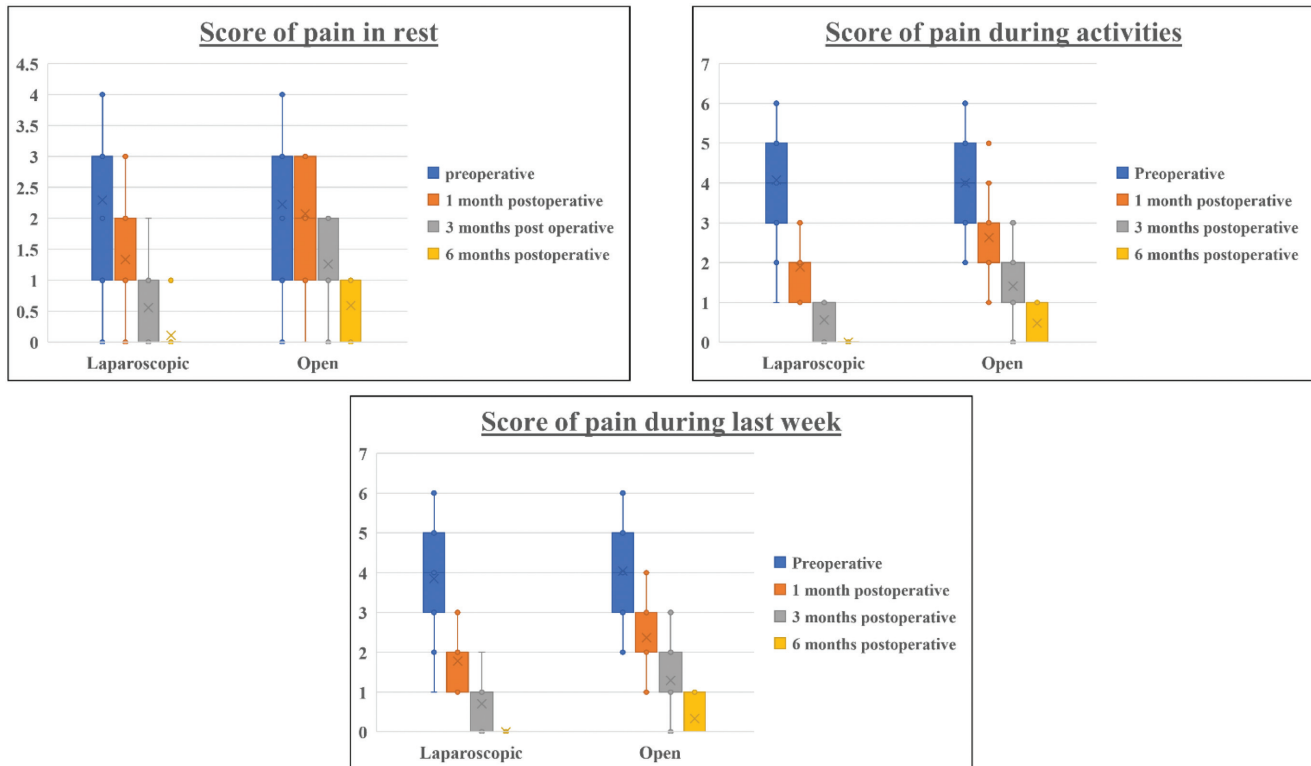 Score of pain in rest
4.5
4
3.5
3
2.5
2
1.5
1
0.5
0
Laparoscopic
Open
preoperative
1 month postoperative
3 months post operative
6 months postoperative
Score of pain during activities
7
6
5
4
3
2
1
0
Laparoscopic
Open
Preoperative
1 month postoperative
3 months postoperative
6 months postoperative
Score of pain during last week
7
6
5
4
3
2
1
0
Laparoscopic
Open
Preoperative
1 month postoperative
3 months postoperative
6 months postoperative